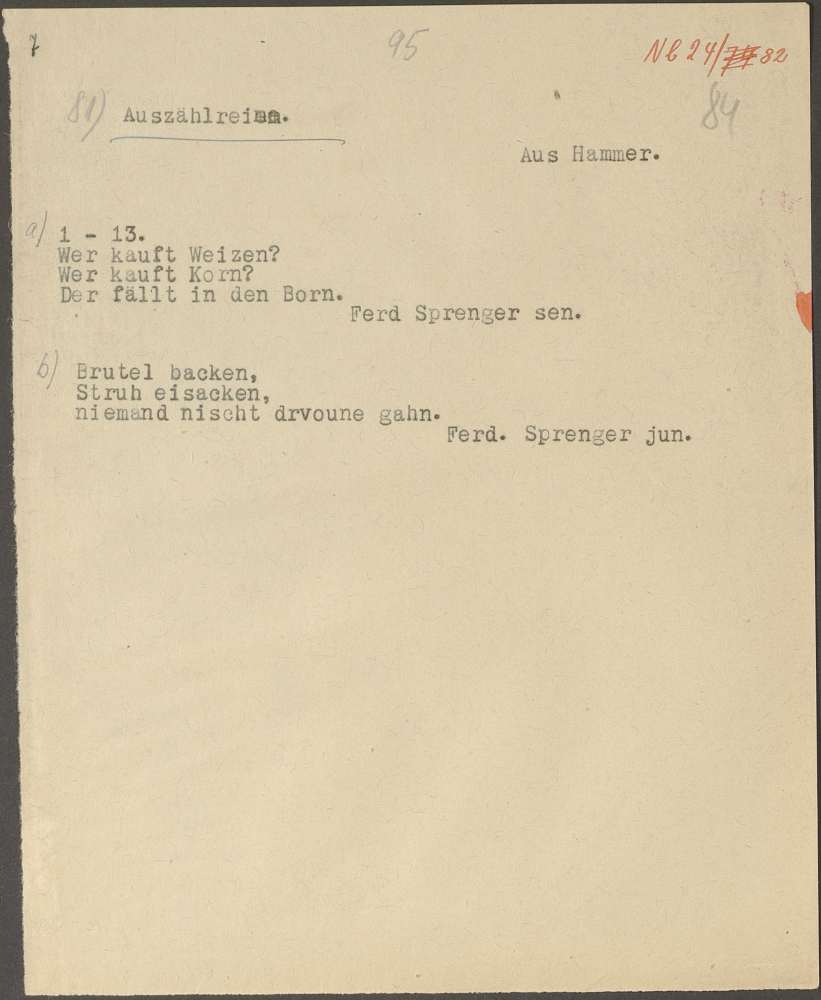 7
95
Nb 24/ 82
84
81) Auszählreime.
Aus Hammer.
a) 1 - 13.
Wer kauft Weizen?
Wer kauft Korn?
Der fällt in den Born.
Ferd Sprenger sen.
b) Brutel backen,
Struh eisacken,
niemand nischt drvoune gahn.
Ferd. Sprenger jun.